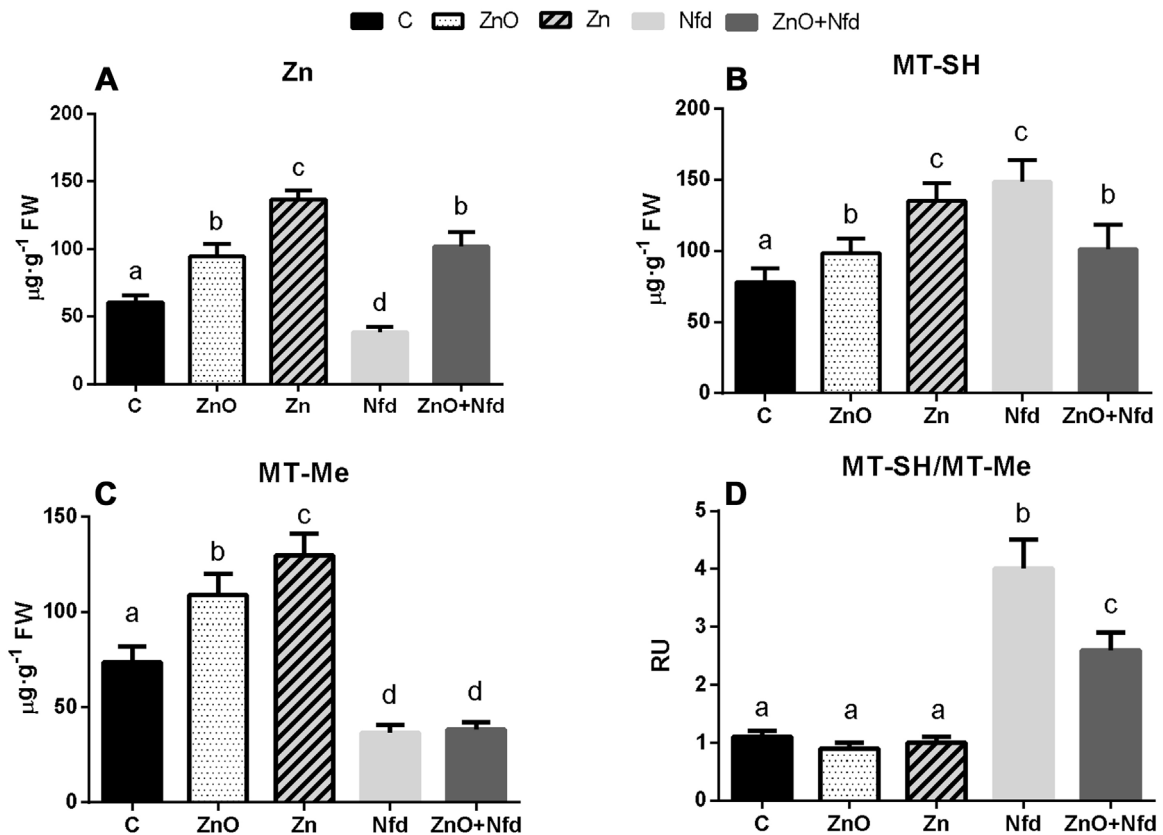 C ZnO Zn Nfd ZnO+Nfd
A Zn
µg·g⁻¹ FW
200
150
100
50
0
a b c d b
C ZnO Zn Nfd ZnO+Nfd
B MT-SH
µg·g⁻¹ FW
200
150
100
50
0
a b c c b
C ZnO Zn Nfd ZnO+Nfd
C MT-Me
µg·g⁻¹ FW
150
100
50
0
a b c d d
C ZnO Zn Nfd ZnO+Nfd
D MT-SH/MT-Me
RU
5
4
3
2
1
0
a a a b c
C ZnO Zn Nfd ZnO+Nfd